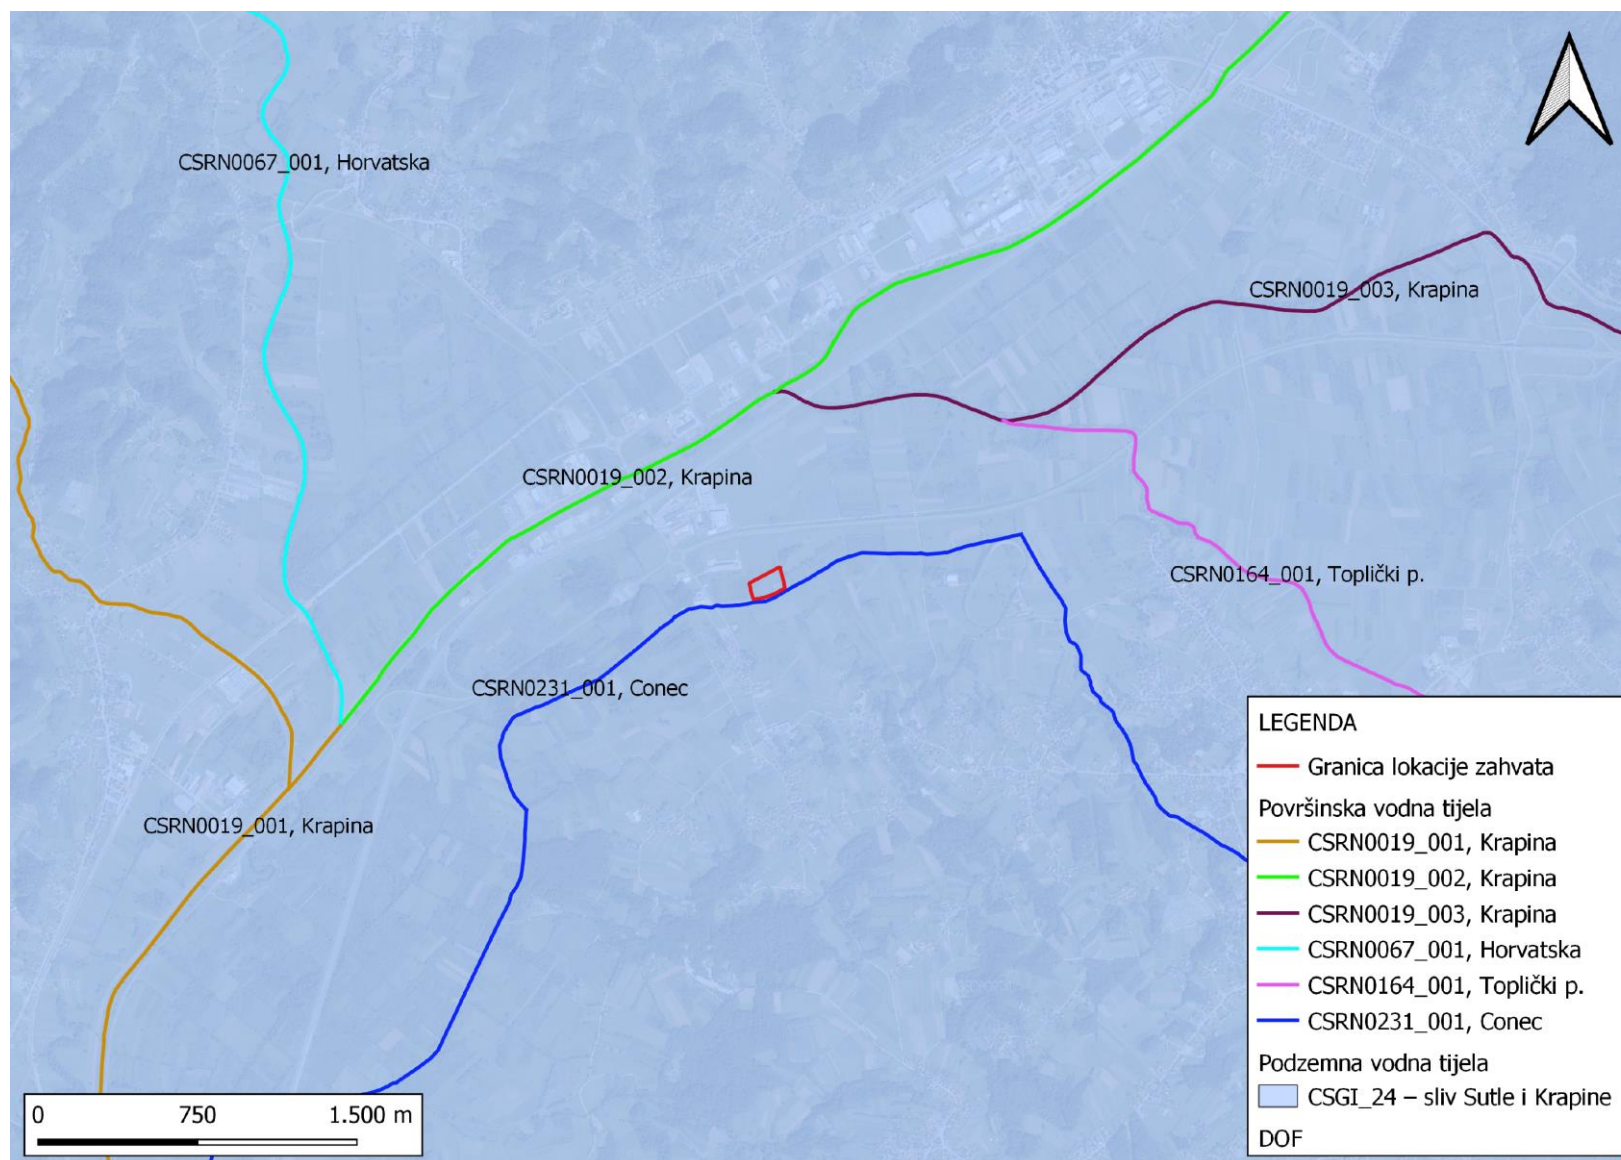 CSRN0067_001, Horvatska
CSRN0019_003, Krapina
CSRN0019_002, Krapina
CSRN0164_001, Toplički p.
CSRN0231_001, Conec
CSRN0019_001, Krapina
LEGENDA
Granica lokacije zahvata
Površinska vodna tijela
CSRN0019_001, Krapina
CSRN0019_002, Krapina
CSRN0019_003, Krapina
CSRN0067_001, Horvatska
CSRN0164_001, Toplički p.
CSRN0231_001, Conec
Podzemna vodna tijela
CSGI_24 – sliv Sutle i Krapine
DOF
0 750 1.500 m